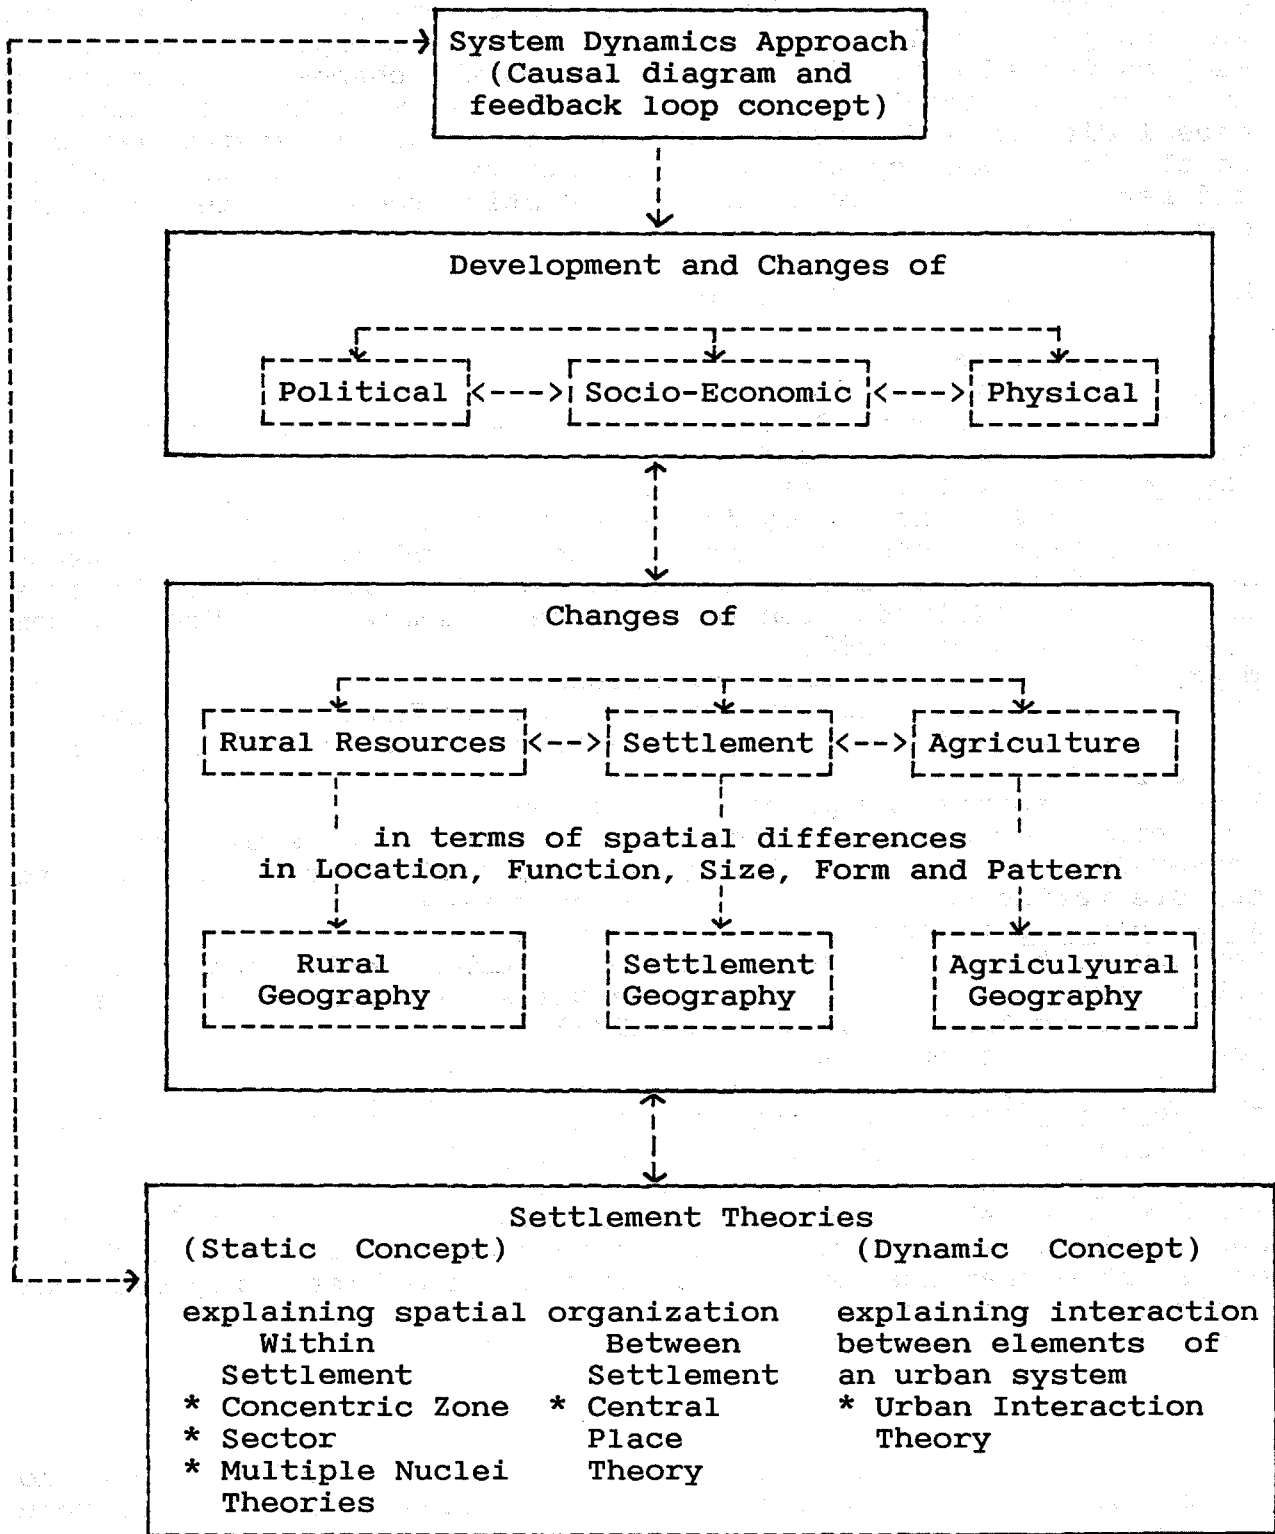 System Dynamics Approach
(Causal diagram and
feedback loop concept)
Development and Changes of
Political <---> Socio-Economic <---> Physical
Changes of
Rural Resources <--> Settlement <--> Agriculture
in terms of spatial differences
in Location, Function, Size, Form and Pattern
Rural
Geography
Settlement
Geography
Agriculyural
Geography
Settlement Theories
(Static Concept) (Dynamic Concept)
explaining spatial organization
Within
Settlement
* Concentric Zone
* Sector
* Multiple Nuclei
Theories
Between
Settlement
* Central
Place
Theory
explaining interaction
between elements of
an urban system
* Urban Interaction
Theory